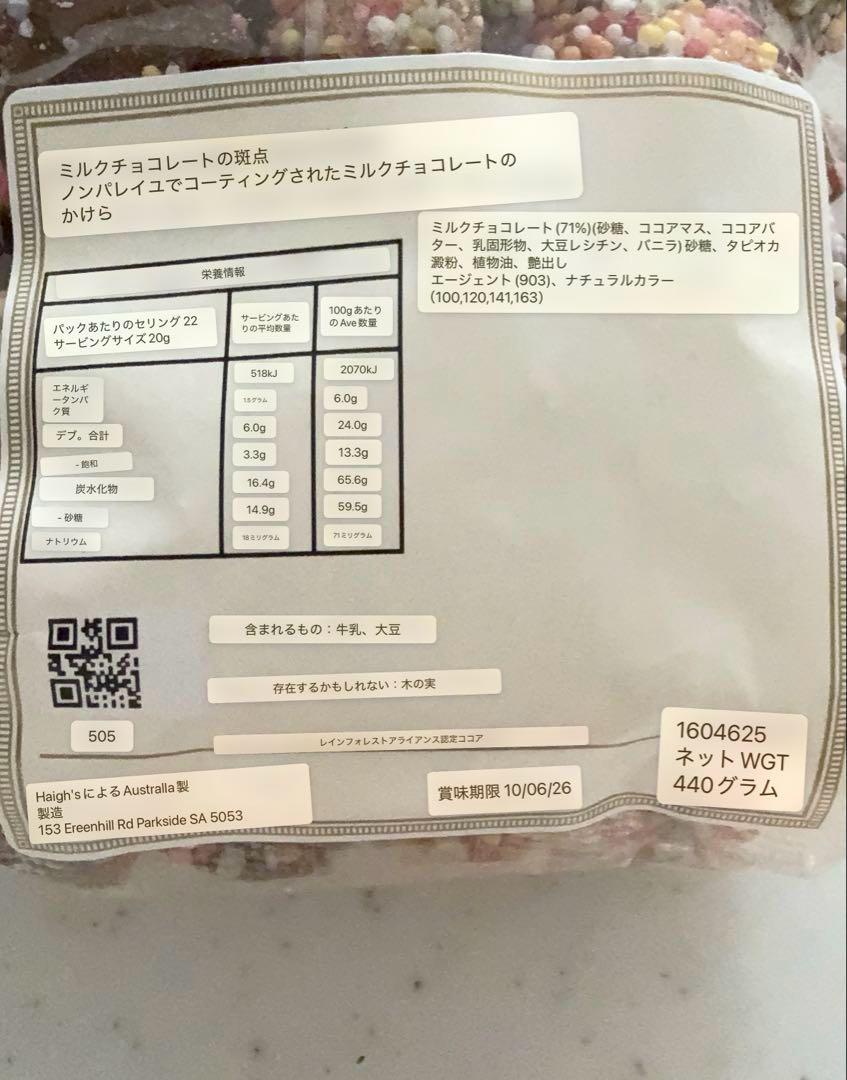 ミルクチョコレートの斑点
ノンパレイユでコーティングされたミルクチョコレートの
かけら
ミルクチョコレート(71%)(砂糖、ココアマス、ココアバ
ター、乳固形物、大豆レシチン、バニラ)砂糖、タピオカ
澱粉、植物油、艶出し
エージェント(903)、ナチュラルカラー
(100,120,141,163)
栄養情報
パックあたりのセリング 22
サービングサイズ20g
サービングあた
りの平均数量
100gあたり
のAve数量
エネルギ
ータンパ
ク質
518kJ
2070kJ
1.5グラム
6.0g
デブ。合計
6.0g
24.0g
- 飽和
3.3g
13.3g
炭水化物
16.4g
65.6g
- 砂糖
14.9g
59.5g
ナトリウム
18ミリグラム
71ミリグラム
含まれるもの：牛乳、大豆
存在するかもしれない：木の実
505
レインフォレストアライアンス認定ココア
1604625
ネットWGT
440グラム
Haigh'sによるAustralla製
製造
153 Ereenhill Rd Parkside SA 5053
賞味期限 10/06/26